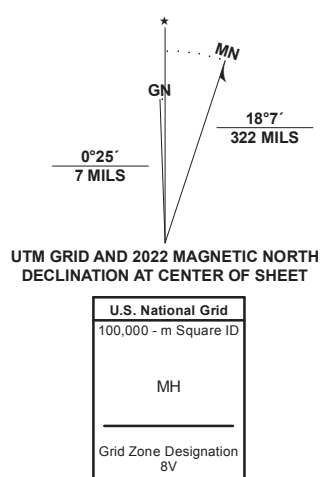 ★
MN
GN
18°7´
322 MILS
0°25´
7 MILS
UTM GRID AND 2022 MAGNETIC NORTH
DECLINATION AT CENTER OF SHEET
U.S. National Grid
100,000 - m Square ID
MH
Grid Zone Designation
8V